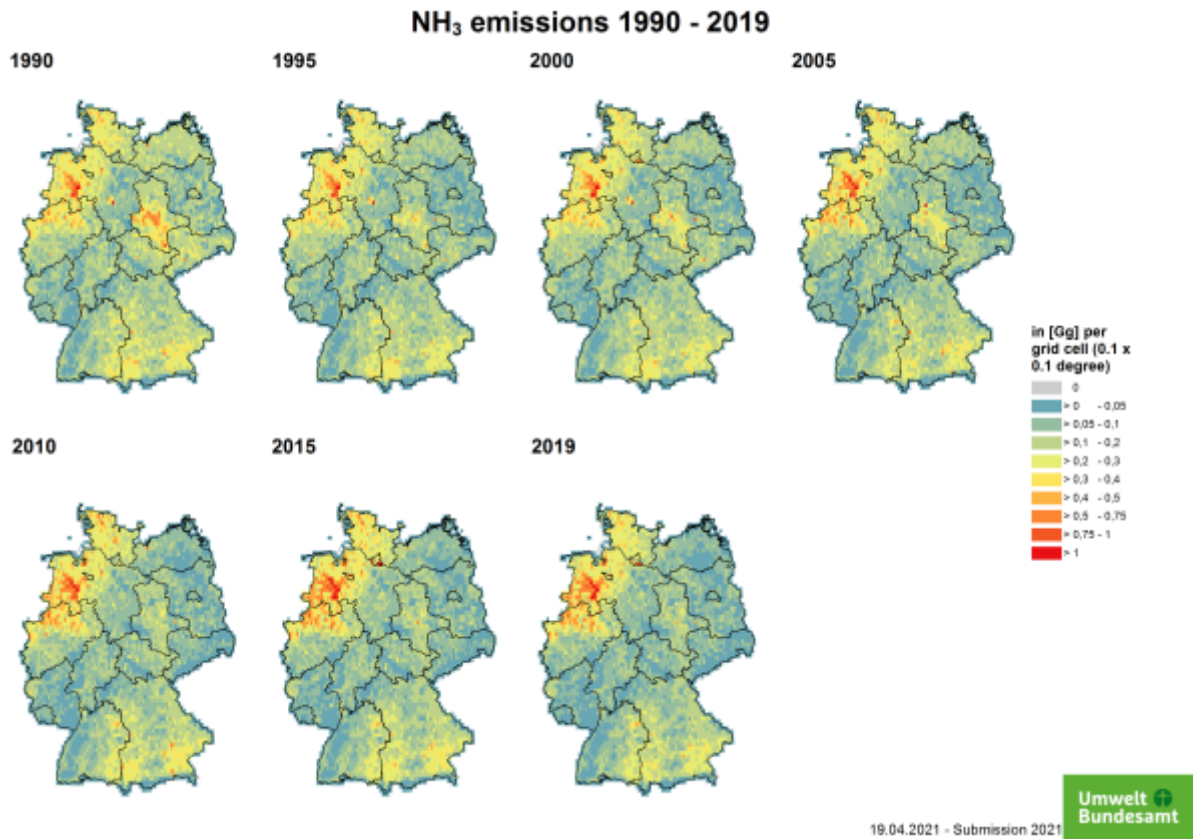 NH₃ emissions 1990 - 2019
1990
1995
2000
2005
in [Gg] per
grid cell (0.1 x
0.1 degree)
0
> 0 - 0,05
> 0,05 - 0,1
> 0,1 - 0,2
> 0,2 - 0,3
> 0,3 - 0,4
> 0,4 - 0,5
> 0,5 - 0,75
> 0,75 - 1
> 1
2010
2015
2019
Umwelt
Bundesamt
19.04.2021 - Submission 2021